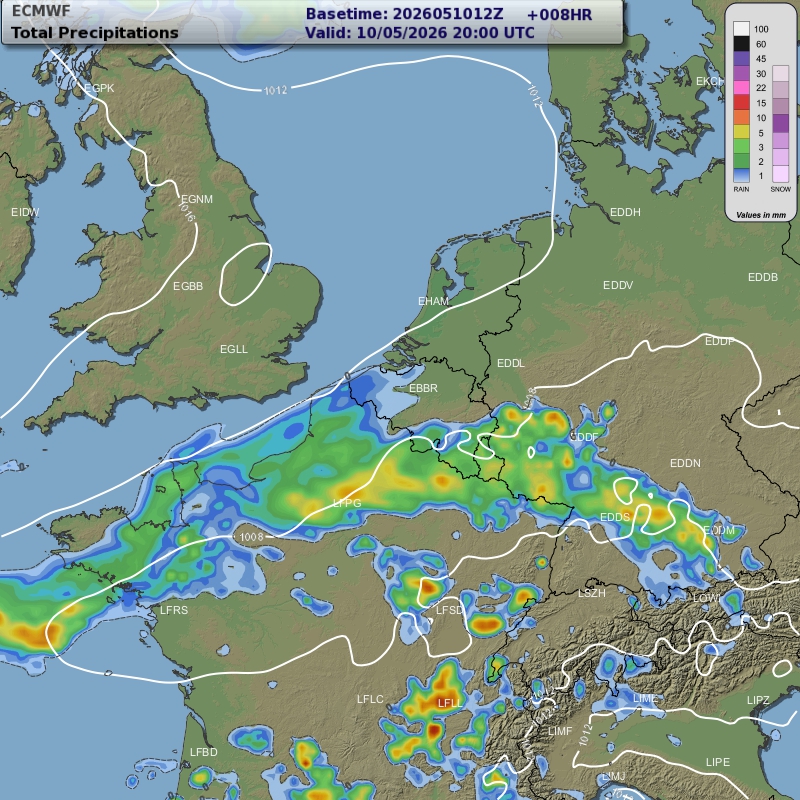 ECMWF
Basetime: 2026051012Z +008HR
Total Precipitations
Valid: 10/05/2026 20:00 UTC
100
60
45
30
22
15
10
5
3
2
1
RAIN SNOW
Values in mm
EGPK
1012
1012
EKCH
EIDW
EGNM
1016
EDDH
EGBB
EDDV
EDDB
EHAM
EGLL
EDDP
EDDL
EBBR
EDDF
EDDN
LFPG
EDDS
EDDM
1008
LSZH
LOWI
LFRS
LFSD
LFLC
LFLL
LIME
LIPZ
LIMF
1012
LFBD
LIPE
LIMJ